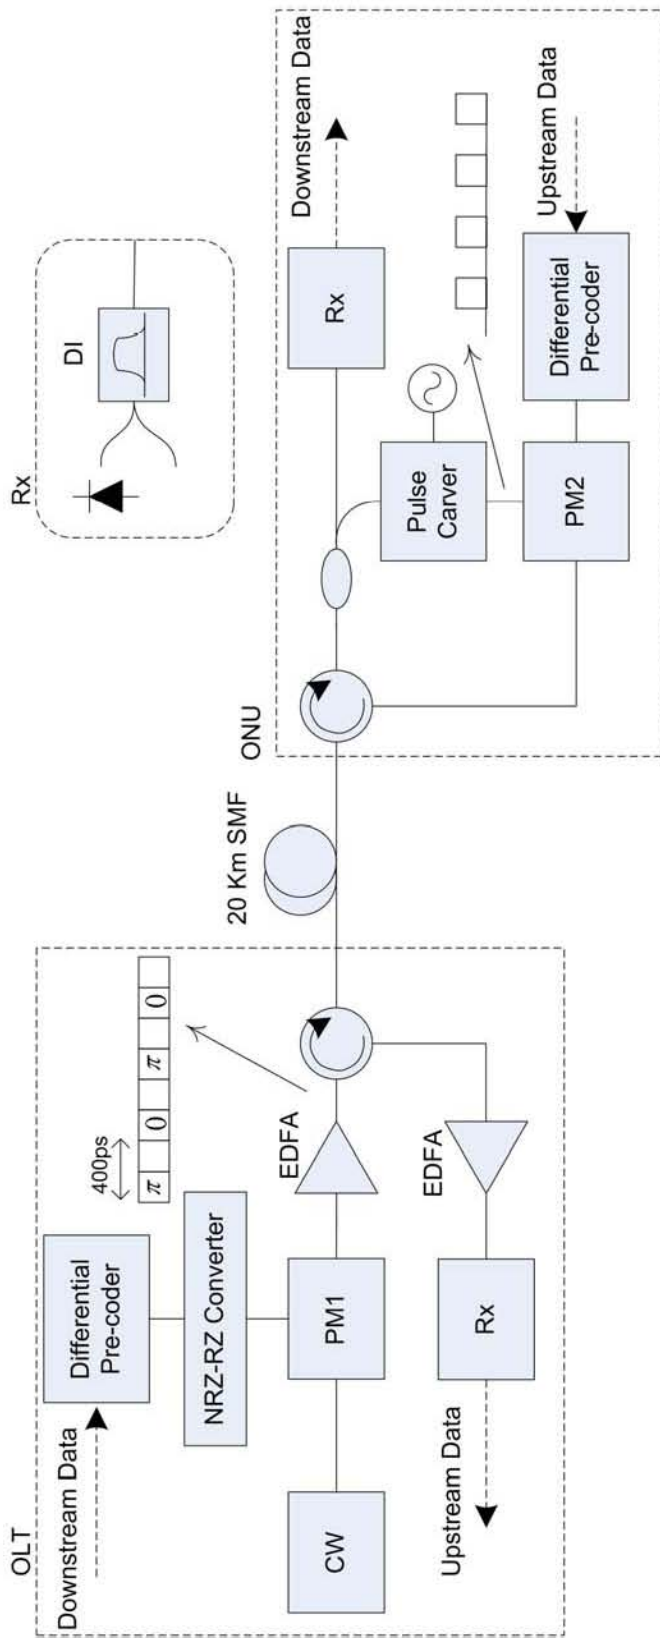 OLT
Downstream Data
Differential
Pre-coder
NRZ-RZ Converter
400ps
π 0 π 0
CW
PM1
EDFA
EDFA
Rx
Upstream Data
20 Km SMF
ONU
Rx
DI
Rx
Downstream Data
Pulse
Carver
PM2
Differential
Pre-coder
Upstream Data